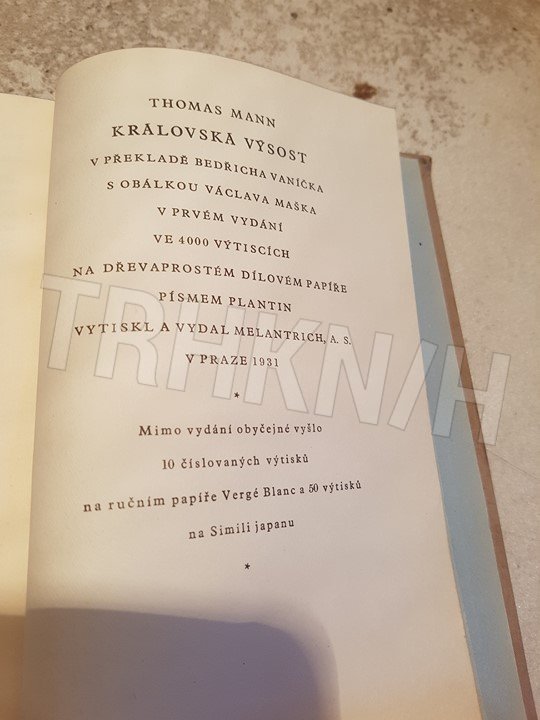 THOMAS MANN
KRÁLOVSKÁ VÝSOST
V PŘEKLADĚ BEDŘICHA VANÍČKA
S OBÁLKOU VÁCLAVA MAŠKA
V PRVÉM VYDÁNÍ
VE 4000 VÝTISCÍCH
NA DŘEVAPROSTÉM DÍLOVÉM PAPÍŘE
PÍSMEM PLANTIN
VYTISKL A VYDAL MELANTRICH, A. S.
V PRAZE 1931
*
Mimo vydání obyčejné vyšlo
10 číslovaných výtisků
na ručním papíře Vergé Blanc a 50 výtisků
na Simili japanu
*
TRHKNIH